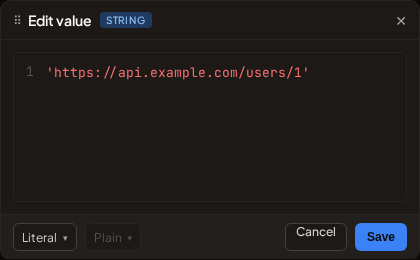 Edit value STRING
1 'https://api.example.com/users/1'
Literal Plain Cancel Save